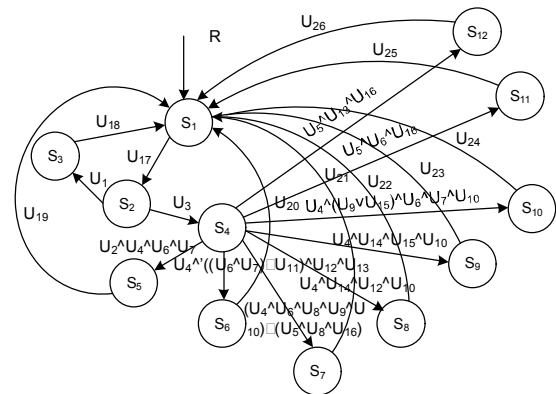 U₂₆
S₁₂
R
U₂₅
S₁₁
U₅^U₁₃^U₁₆
U₁₈
S₁
U₅^U₆^U₁₆
U₂₄
S₃
U₁₇
U₂₁
U₂₂
U₂₃
U₁
S₂
U₃
U₂₀
U₄^(U₉vU₁₅)^U₆^U₇^U₁₀
S₁₀
U₁₉
S₄
U₂^U₄^U₆^U₇
U₄^U₁₄^U₁₅^U₁₀
S₉
U₄^'((U₆^U₇)□U₁₁)^U₁₂^U₁₃
S₅
U₄^U₁₄^U₁₂^U₁₀
S₆
(U₄^U₆^U₈^U₉^U
₁₀)□(U₅^U₈^U₁₆)
S₈
S₇